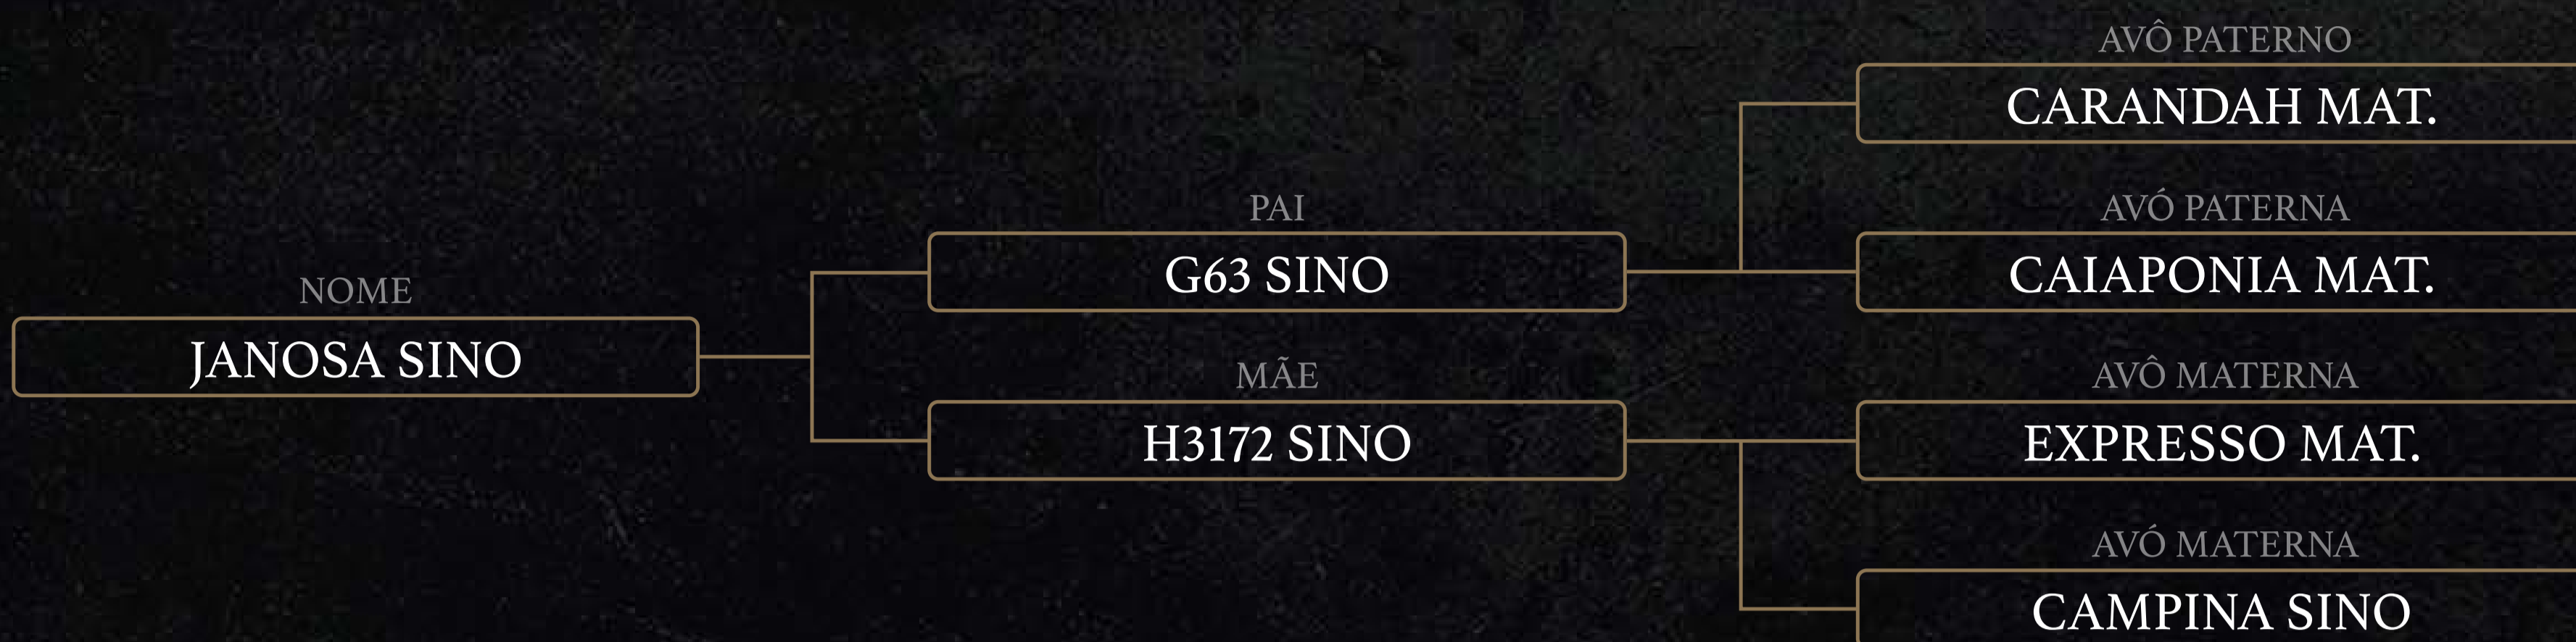 NOME
JANOSA SINO
PAI
G63 SINO
MÃE
H3172 SINO
AVÔ PATERNO
CARANDAH MAT.
AVÓ PATERNA
CAIAPONIA MAT.
AVÔ MATERNA
EXPRESSO MAT.
AVÓ MATERNA
CAMPINA SINO